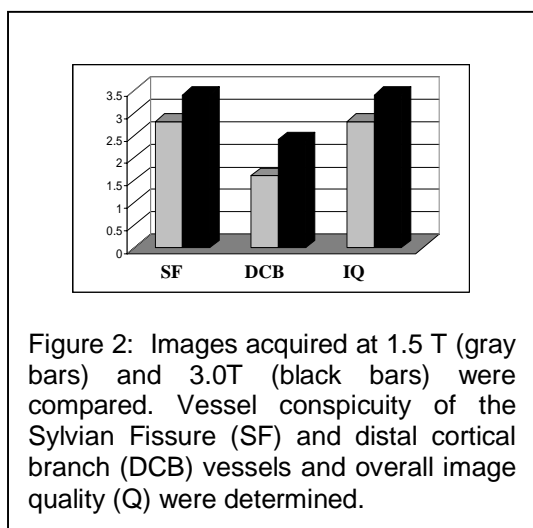 3.5
3
2.5
2
1.5
1
0.5
0
SF DCB IQ
Figure 2: Images acquired at 1.5 T (gray
bars) and 3.0T (black bars) were
compared. Vessel conspicuity of the
Sylvian Fissure (SF) and distal cortical
branch (DCB) vessels and overall image
quality (Q) were determined.